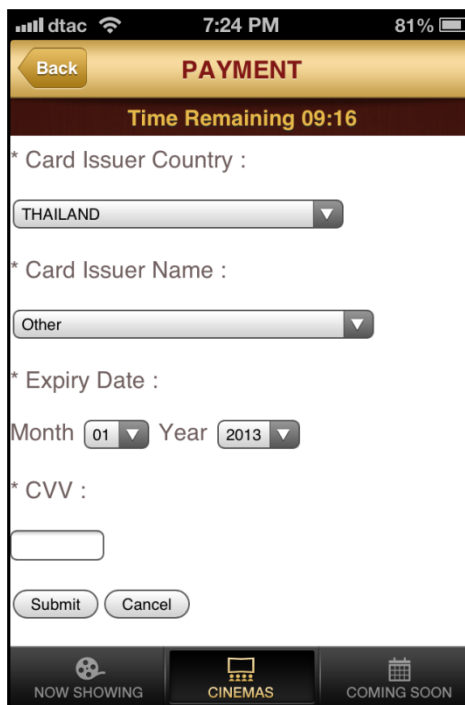 dtac 7:24 PM 81%
Back PAYMENT
Time Remaining 09:16
* Card Issuer Country :
THAILAND
* Card Issuer Name :
Other
* Expiry Date :
Month 01 Year 2013
* CVV :
Submit Cancel
NOW SHOWING CINEMAS COMING SOON